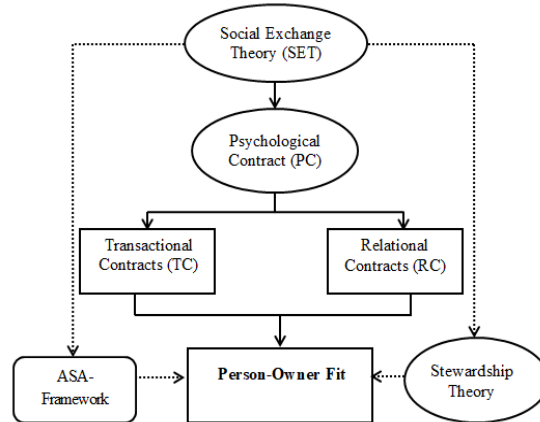 Social Exchange
Theory (SET)
Psychological
Contract (PC)
Transactional
Contracts (TC)
Relational
Contracts (RC)
ASA-
Framework
Person-Owner Fit
Stewardship
Theory